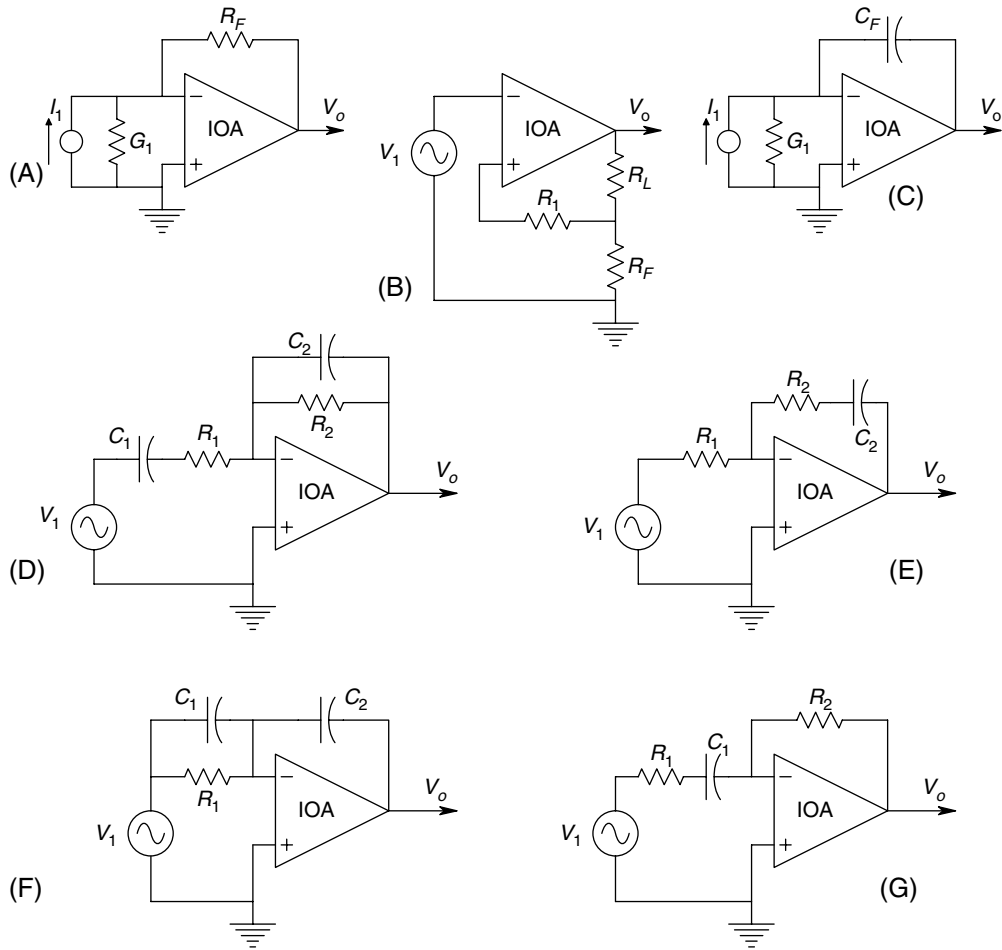 R_F
I_1
G_1
−
IOA
+
V_o
(A)
V_1
−
IOA
+
V_o
R_L
R_1
R_F
(B)
C_F
I_1
G_1
−
IOA
+
V_o
(C)
C_2
R_2
C_1
R_1
−
IOA
+
V_o
V_1
(D)
R_2
C_2
R_1
−
IOA
+
V_o
V_1
(E)
C_1
C_2
R_1
−
IOA
+
V_o
V_1
(F)
R_2
R_1
C_1
−
IOA
+
V_o
V_1
(G)